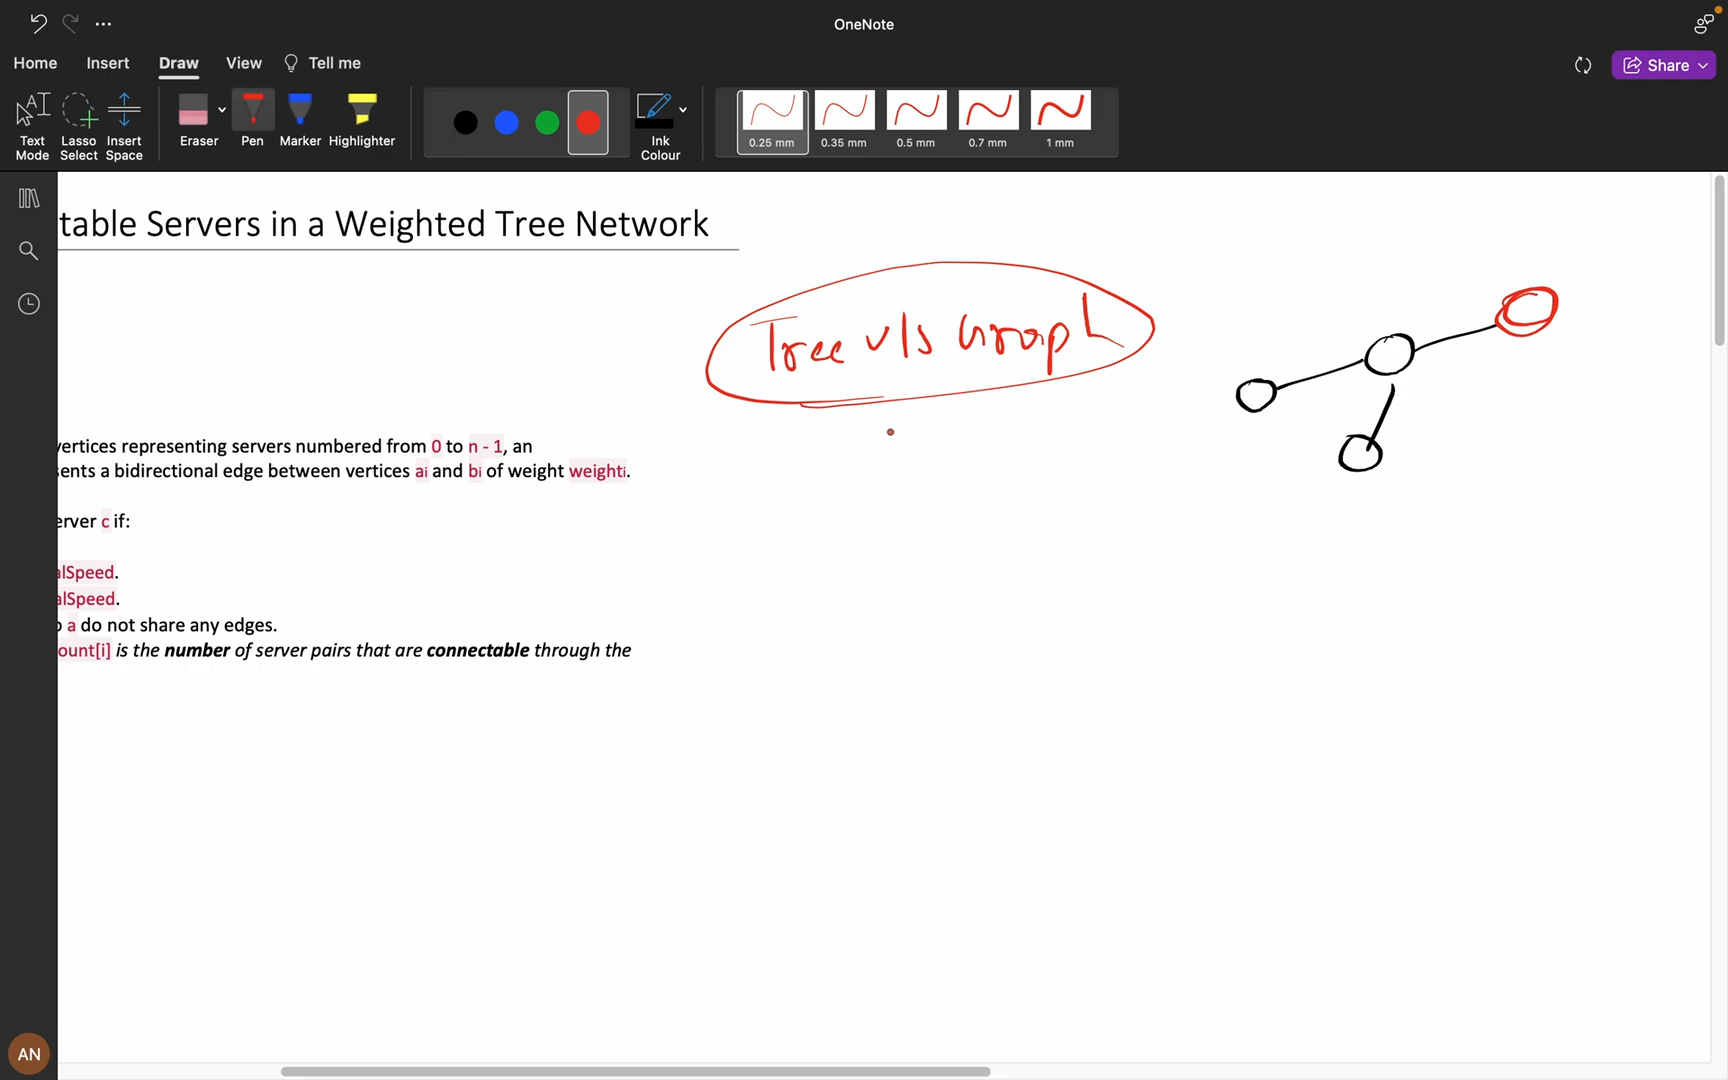 OneNote
Home Insert Draw View Tell me
Share
Text Mode
Lasso Select
Insert Space
Eraser
Pen
Marker
Highlighter
Ink Colour
0.25 mm
0.35 mm
0.5 mm
0.7 mm
1 mm
table Servers in a Weighted Tree Network
Tree v/s Graph
vertices representing servers numbered from 0 to n - 1, an
sents a bidirectional edge between vertices ai and bi of weight weighti.
erver c if:
alSpeed.
alSpeed.
o a do not share any edges.
ount[i] is the number of server pairs that are connectable through the
AN